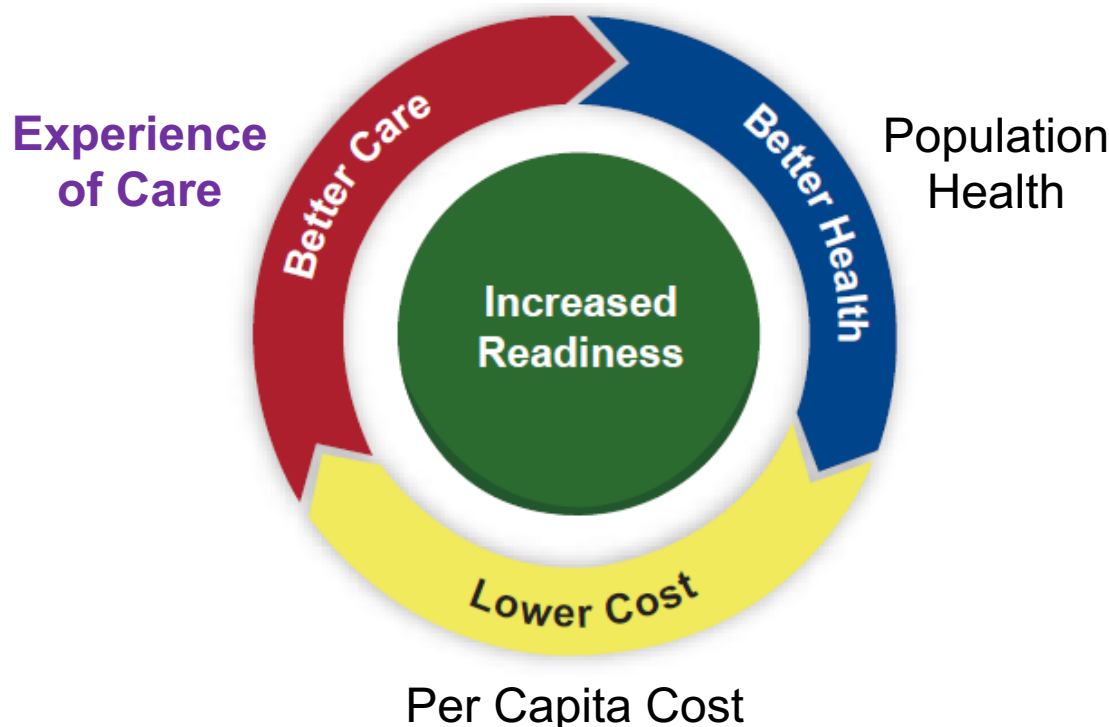 Experience
of Care
Better Care
Better Health
Population
Health
Increased
Readiness
Lower Cost
Per Capita Cost